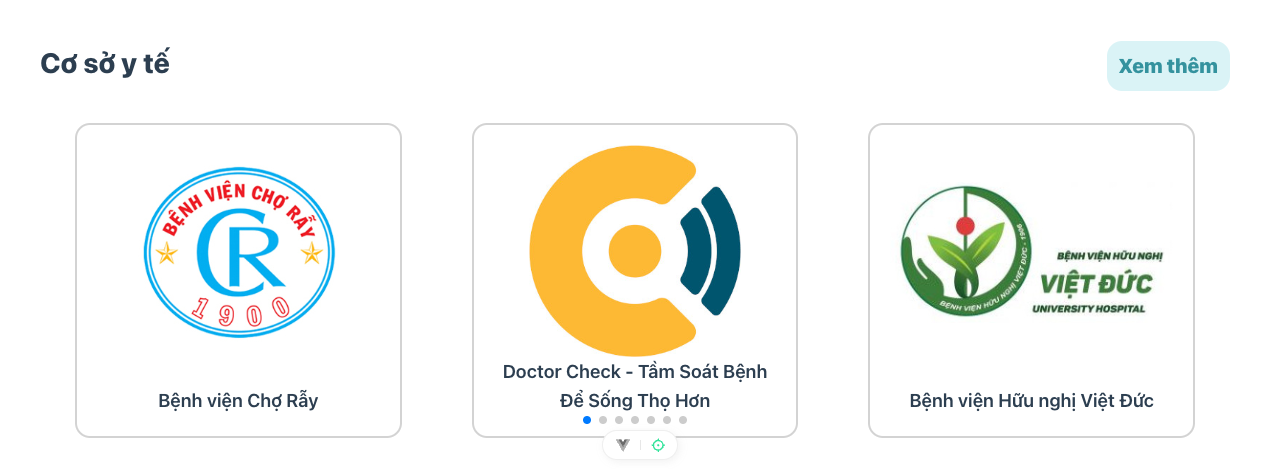 Cơ sở y tế
Xem thêm
BỆNH VIỆN CHỢ RẪY
CR
1900
Bệnh viện Chợ Rẫy
Doctor Check - Tầm Soát Bệnh
Để Sống Thọ Hơn
BỆNH VIỆN HỮU NGHỊ VIỆT ĐỨC - 1906
BỆNH VIỆN HỮU NGHỊ
VIỆT ĐỨC
UNIVERSITY HOSPITAL
Bệnh viện Hữu nghị Việt Đức